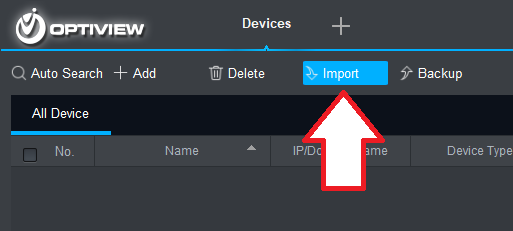 OPTIVIEW
Devices
Auto Search Add Delete Import Backup
All Device
No. Name IP/Do ame Device Type